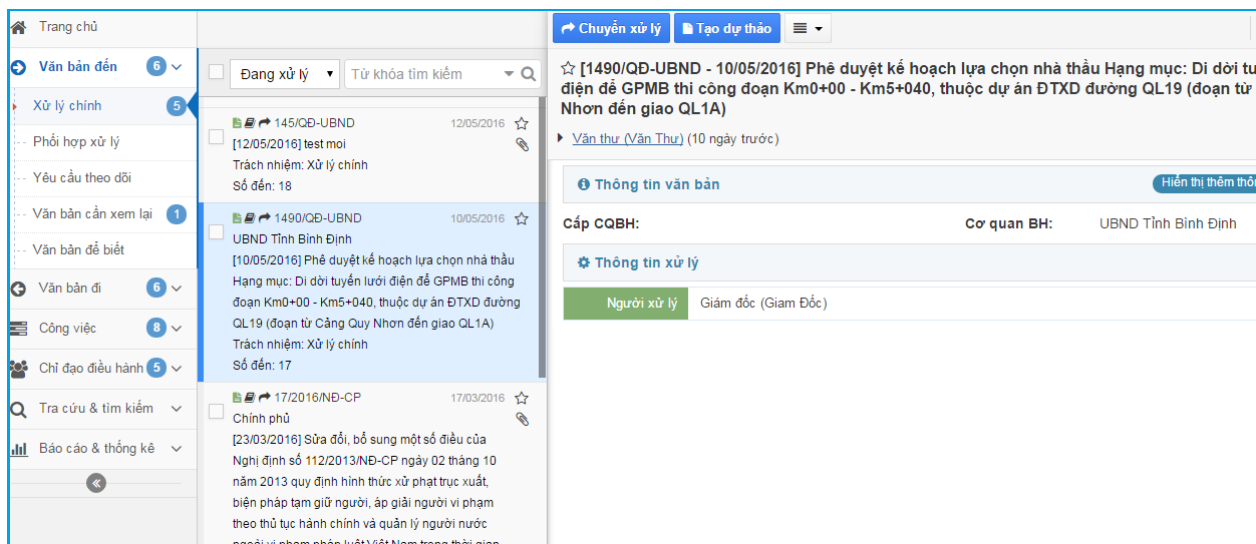 Trang chủ
Văn bản đến 6
Xử lý chính 5
Phối hợp xử lý
Yêu cầu theo dõi
Văn bản cần xem lại 1
Văn bản để biết
Văn bản đi 6
Công việc 8
Chỉ đạo điều hành 5
Tra cứu & tìm kiếm
Báo cáo & thống kê
Đang xử lý Từ khóa tìm kiếm
145/QĐ-UBND 12/05/2016
[12/05/2016] test moi
Trách nhiệm: Xử lý chính
Số đến: 18
1490/QĐ-UBND 10/05/2016
UBND Tỉnh Bình Định
[10/05/2016] Phê duyệt kế hoạch lựa chọn nhà thầu
Hạng mục: Di dời tuyến lưới điện để GPMB thi công
đoạn Km0+00 - Km5+040, thuộc dự án ĐTXD đường
QL19 (đoạn từ Cảng Quy Nhơn đến giao QL1A)
Trách nhiệm: Xử lý chính
Số đến: 17
17/2016/NĐ-CP 17/03/2016
Chính phủ
[23/03/2016] Sửa đổi, bổ sung một số điều của
Nghị định số 112/2013/NĐ-CP ngày 02 tháng 10
năm 2013 quy định hình thức xử phạt trục xuất,
biện pháp tạm giữ người, áp giải người vi phạm
theo thủ tục hành chính và quản lý người nước
ngoài vi phạm pháp luật Việt Nam trong thời gian
Chuyển xử lý Tạo dự thảo
[1490/QĐ-UBND - 10/05/2016] Phê duyệt kế hoạch lựa chọn nhà thầu Hạng mục: Di dời
điện để GPMB thi công đoạn Km0+00 - Km5+040, thuộc dự án ĐTXD đường QL19 (đoạn từ
Nhơn đến giao QL1A)
Văn thư (Văn Thư) (10 ngày trước)
Thông tin văn bản Hiển thị thêm
Cấp CQBH: Cơ quan BH: UBND Tỉnh Bình Định
Thông tin xử lý
Người xử lý Giám đốc (Giam Đốc)